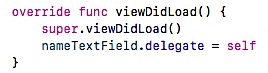 override func viewDidLoad() {
    super.viewDidLoad()
    nameTextField.delegate = self
}